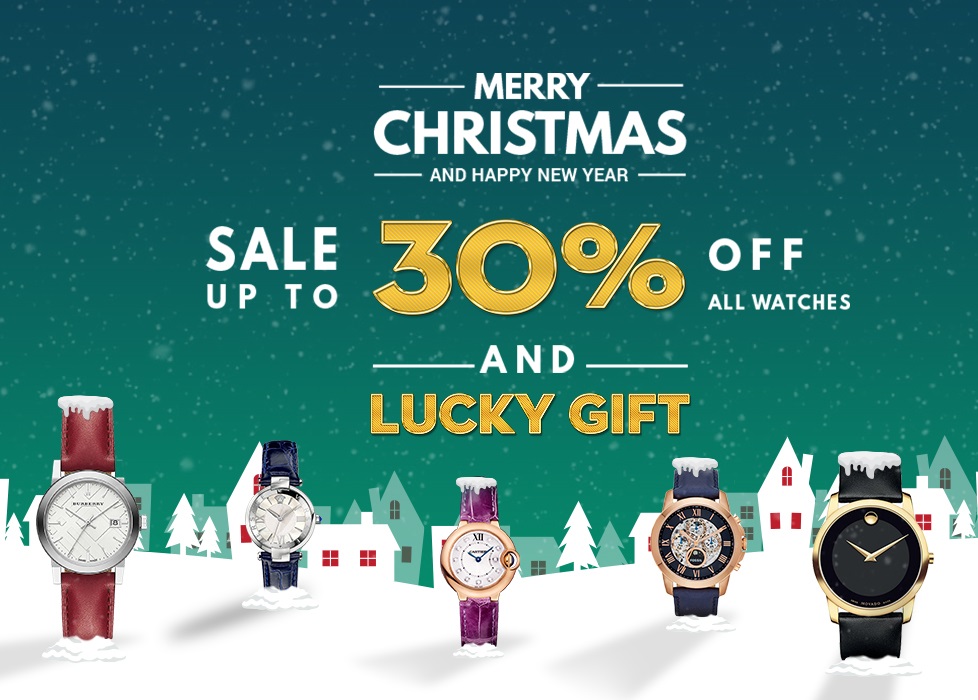 MERRY
CHRISTMAS
AND HAPPY NEW YEAR
SALE
UP TO
30%
OFF
ALL WATCHES
AND
LUCKY GIFT
BURBERRY
CARTIER
MOVADO